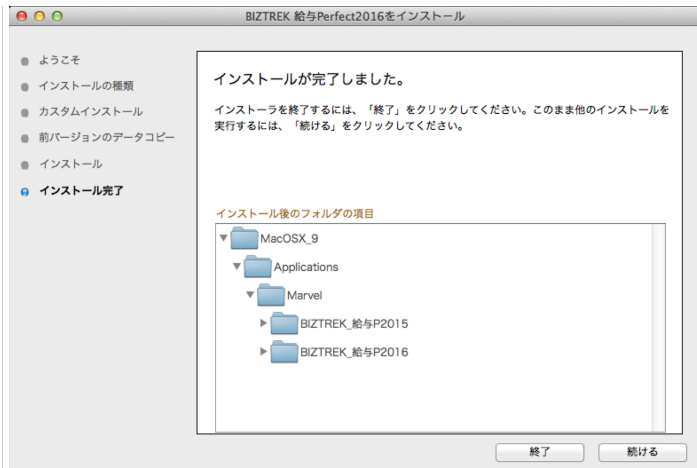 BIZTREK 給与Perfect2016をインストール
ようこそ
インストールの種類
カスタムインストール
前バージョンのデータコピー
インストール
インストール完了
インストールが完了しました。
インストーラを終了するには、「終了」をクリックしてください。このまま他のインストールを
実行するには、「続ける」をクリックしてください。
インストール後のフォルダの項目
MacOSX_9
Applications
Marvel
BIZTREK_給与P2015
BIZTREK_給与P2016
終了
続ける